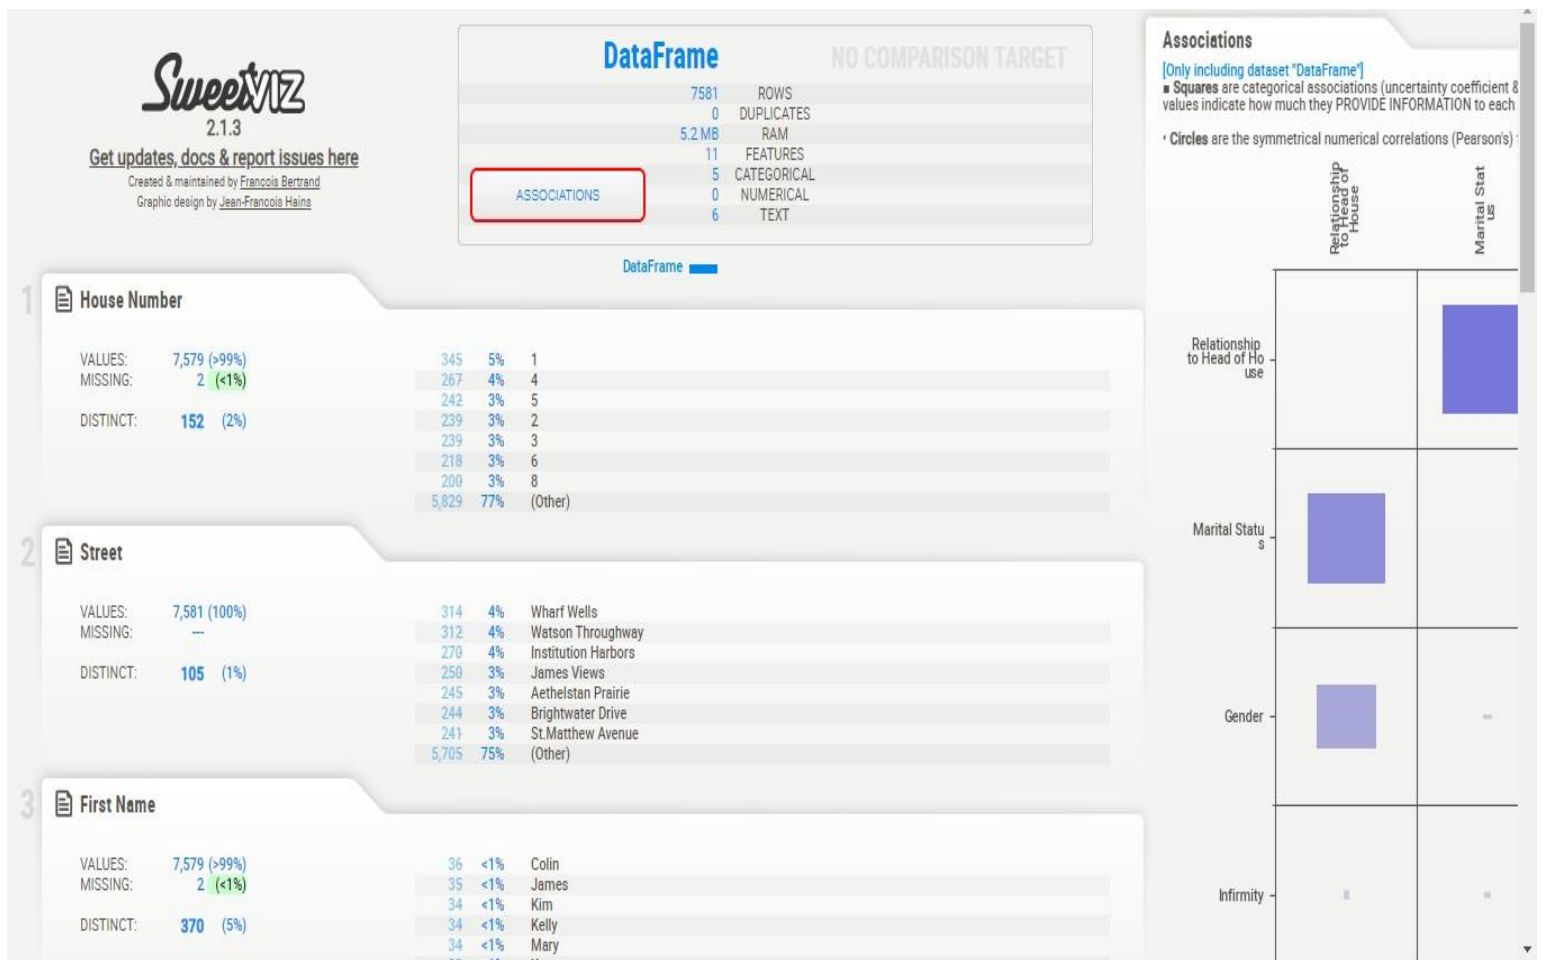 SweetVIZ
2.1.3
Get updates, docs & report issues here
Created & maintained by Francois Bertrand
Graphic design by Jean-Francois Hains
DataFrame NO COMPARISON TARGET
7581 ROWS
0 DUPLICATES
5.2 MB RAM
11 FEATURES
5 CATEGORICAL
ASSOCIATIONS 0 NUMERICAL
6 TEXT
DataFrame
1 House Number
VALUES: 7,579 (>99%)
MISSING: 2 (<1%)
DISTINCT: 152 (2%)
345 5% 1
267 4% 4
242 3% 5
239 3% 2
239 3% 3
218 3% 6
200 3% 8
5,829 77% (Other)
2 Street
VALUES: 7,581 (100%)
MISSING: ---
DISTINCT: 105 (1%)
314 4% Wharf Wells
312 4% Watson Throughway
270 4% Institution Harbors
250 3% James Views
245 3% Aethelstan Prairie
244 3% Brightwater Drive
241 3% St.Matthew Avenue
5,705 75% (Other)
3 First Name
VALUES: 7,579 (>99%)
MISSING: 2 (<1%)
DISTINCT: 370 (5%)
36 <1% Colin
35 <1% James
34 <1% Kim
34 <1% Kelly
34 <1% Mary
Associations
[Only including dataset "DataFrame"]
■ Squares are categorical associations (uncertainty coefficient &
values indicate how much they PROVIDE INFORMATION to each
• Circles are the symmetrical numerical correlations (Pearson's)
Relationship
to Head of
House
Marital Stat
us
Relationship
to Head of Ho
use
Marital Statu
s
Gender
Infirmity